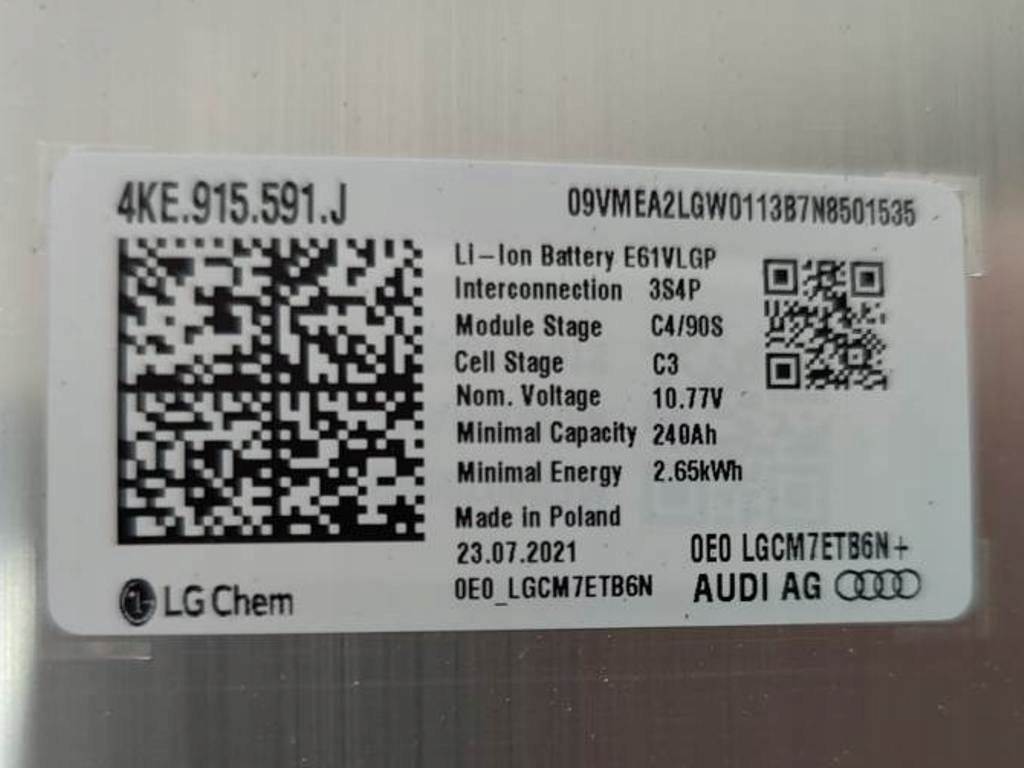 4KE.915.591.J
09VMEA2LGW0113B7N8501535
Li-Ion Battery E61VLGP
Interconnection 3S4P
Module Stage C4/90S
Cell Stage C3
Nom. Voltage 10.77V
Minimal Capacity 240Ah
Minimal Energy 2.65kWh
Made in Poland
23.07.2021
0E0 LGCM7ETB6N+
0E0_LGCM7ETB6N
AUDI AG
LG Chem